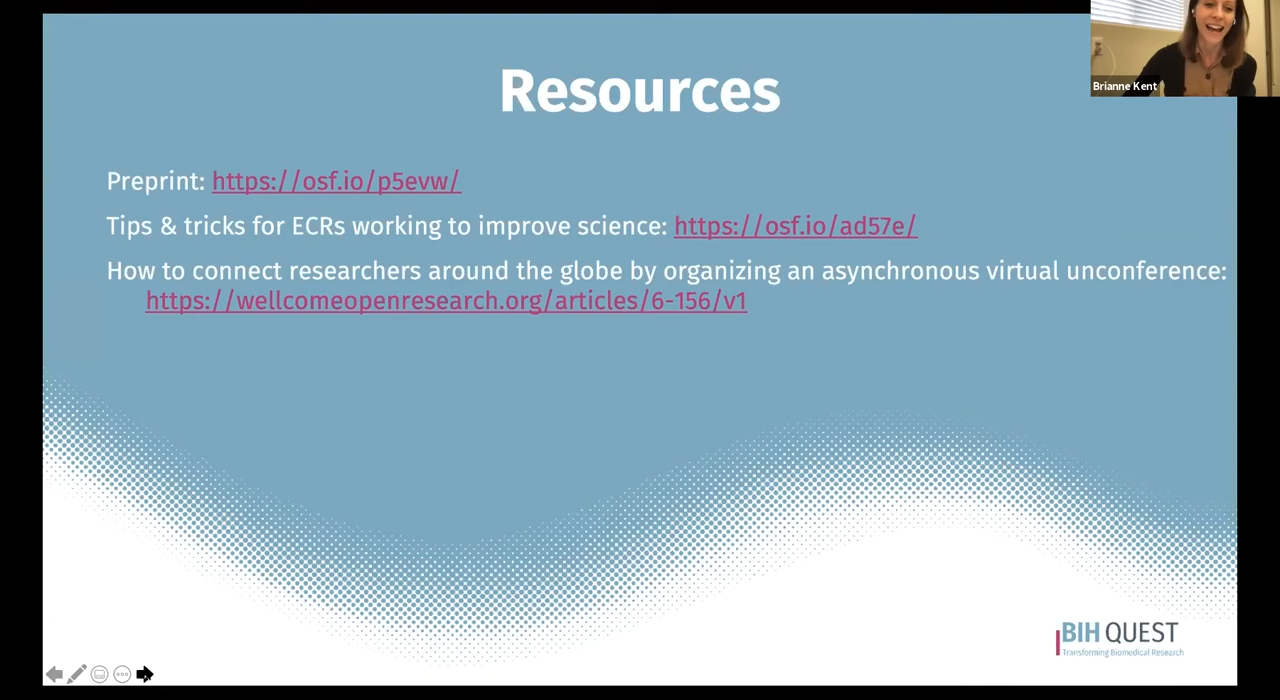 Resources
Brianne Kent
Preprint: https://osf.io/p5evw/
Tips & tricks for ECRs working to improve science: https://osf.io/ad57e/
How to connect researchers around the globe by organizing an asynchronous virtual unconference:
https://wellcomeopenresearch.org/articles/6-156/v1
BIH QUEST
Transforming Biomedical Research